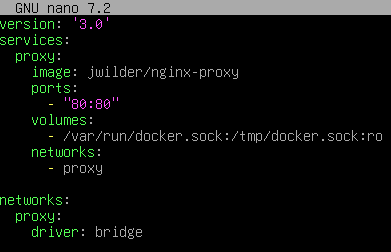 GNU nano 7.2
version: '3.0'
services:
  proxy:
    image: jwilder/nginx-proxy
    ports:
      - "80:80"
    volumes:
      - /var/run/docker.sock:/tmp/docker.sock:ro
    networks:
      - proxy

networks:
  proxy:
    driver: bridge